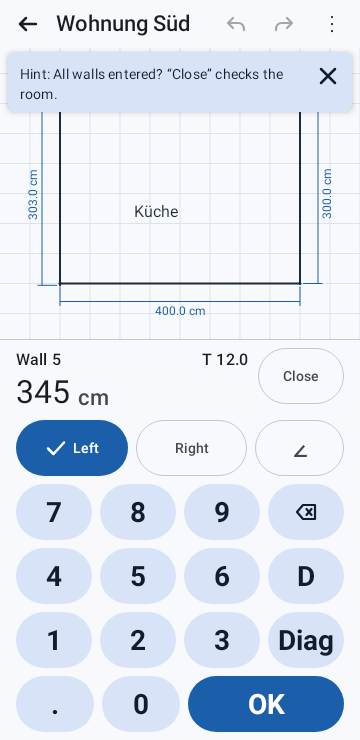 Wohnung Süd
Hint: All walls entered? “Close” checks the
room.
303.0 cm
300.0 cm
Küche
400.0 cm
Wall 5
T 12.0
345 cm
Close
Left
Right
7 8 9
4 5 6 D
1 2 3 Diag
. 0 OK